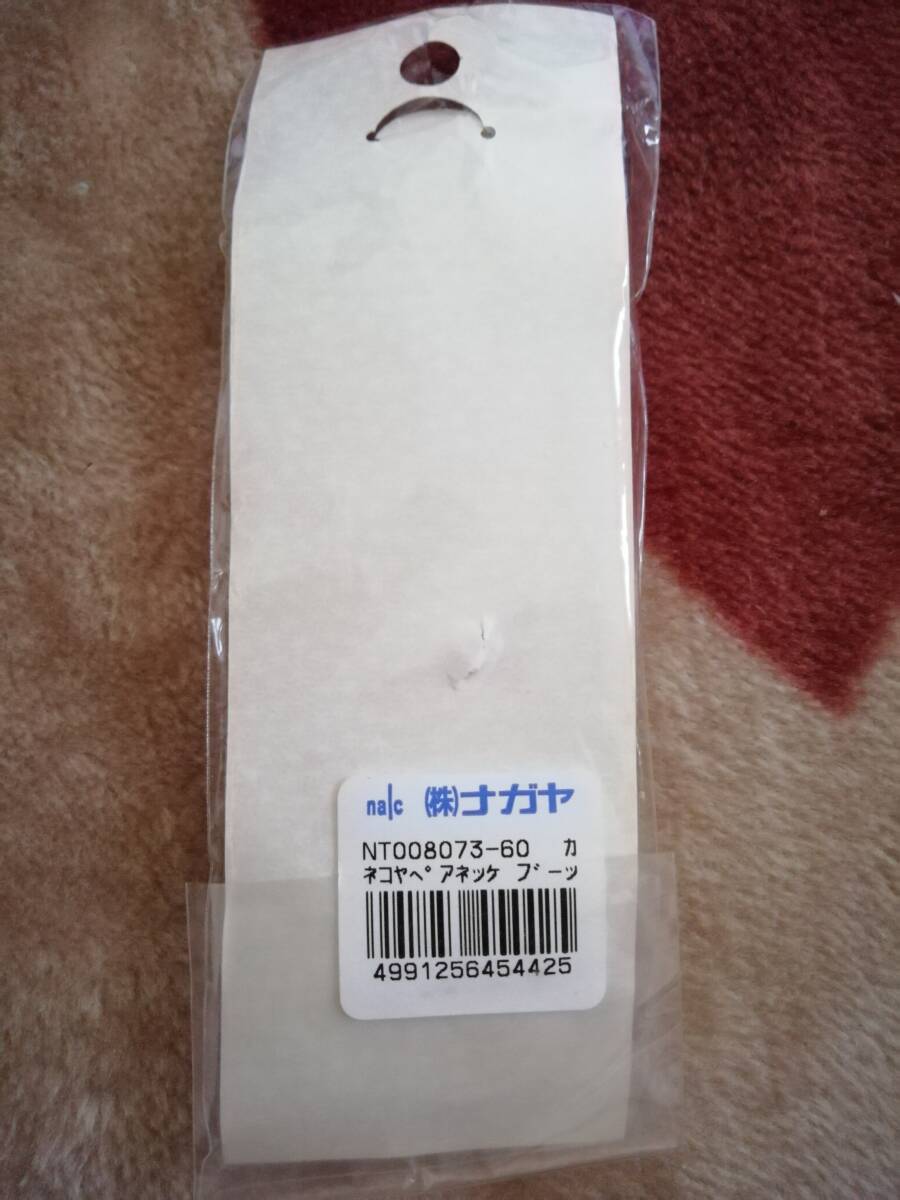 na|c (株)ナガヤ
NT008073-60 カ
ネコヤペアネッケ ブーツ
4991256454425